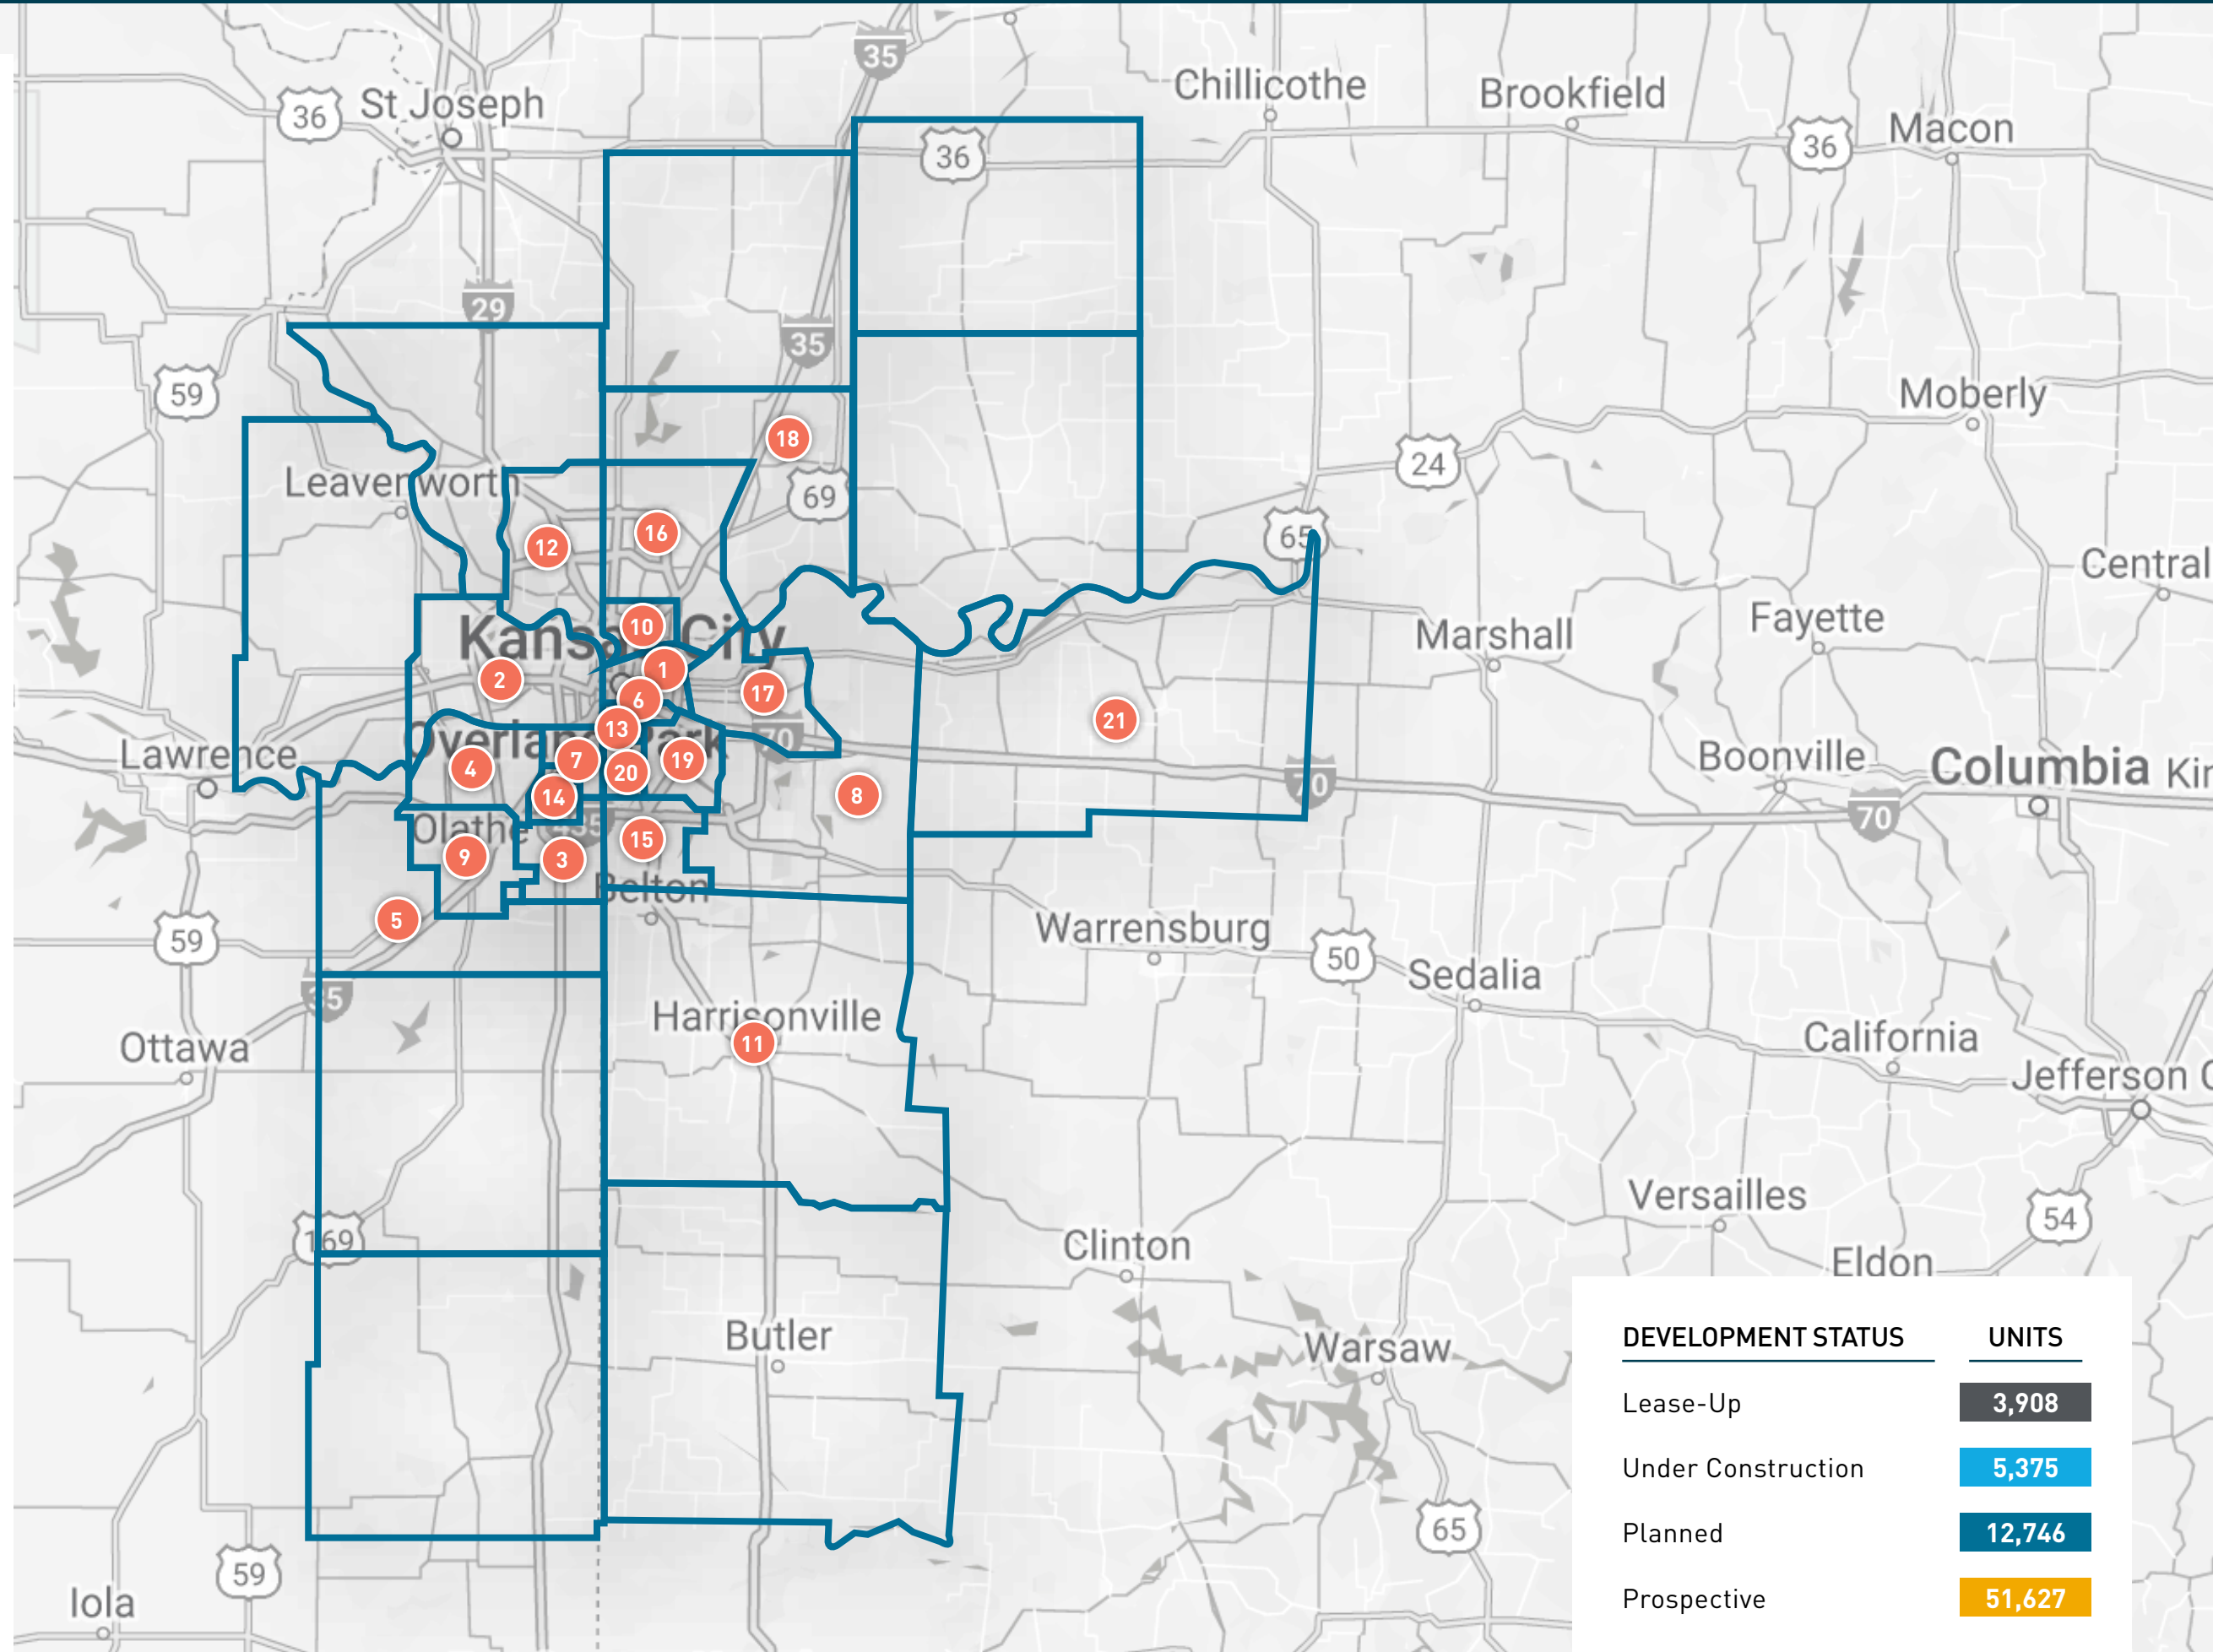 35
Chillicothe
Brookfield
36
St Joseph
36
36
Macon
29
35
59
Moberly
18
24
Leavenworth
69
16
12
65
Central
10
Kansas City
Marshall
Fayette
1
2
6
17
21
13
Overland Park
70
Lawrence
7
19
4
20
14
8
70
Boonville
Columbia
70
Olathe
435
15
9
3
Belton
5
59
Warrensburg
50
Sedalia
35
Harrisonville
11
Ottawa
California
Jefferson C
Versailles
54
169
Clinton
Eldon
Butler
Warsaw
65
59
Iola
DEVELOPMENT STATUS UNITS
Lease-Up 3,908
Under Construction 5,375
Planned 12,746
Prospective 51,627